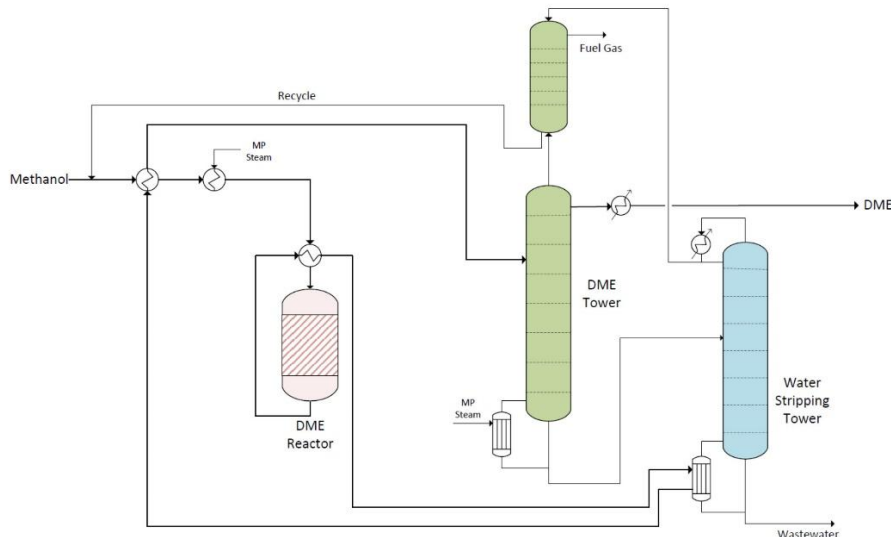 Fuel Gas
Recycle
MP
Steam
Methanol
DME
DME
Tower
DME
Reactor
MP
Steam
Water
Stripping
Tower
Wastewater